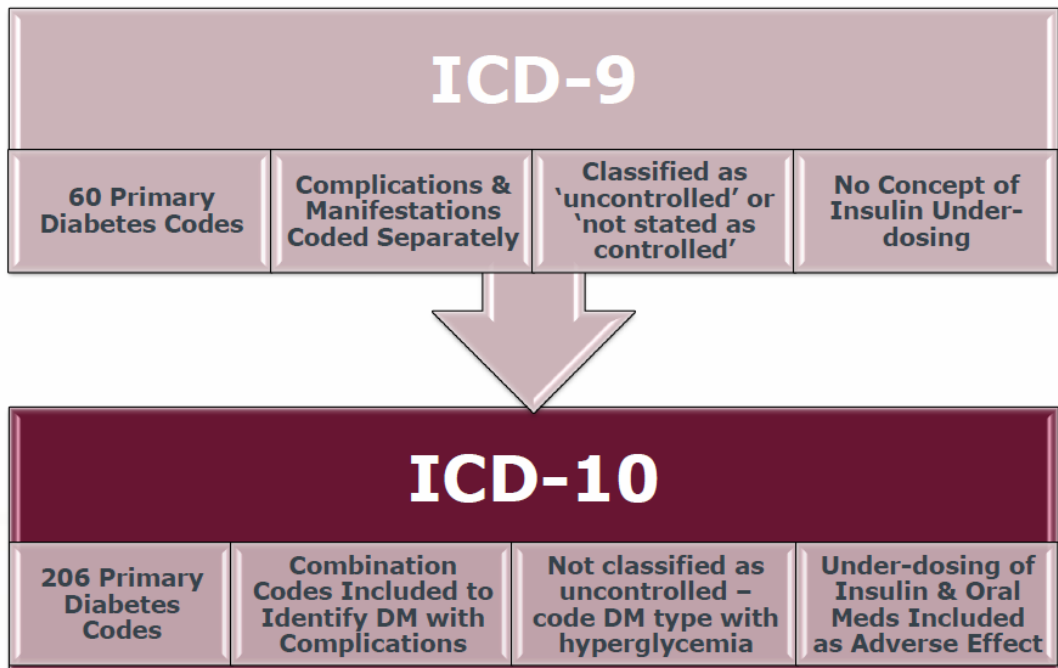 ICD-9
60 Primary
Diabetes Codes
Complications &
Manifestations
Coded Separately
Classified as
‘uncontrolled’ or
‘not stated as
controlled’
No Concept of
Insulin Under-
dosing
ICD-10
206 Primary
Diabetes
Codes
Combination
Codes Included to
Identify DM with
Complications
Not classified as
uncontrolled –
code DM type with
hyperglycemia
Under-dosing of
Insulin & Oral
Meds Included
as Adverse Effect